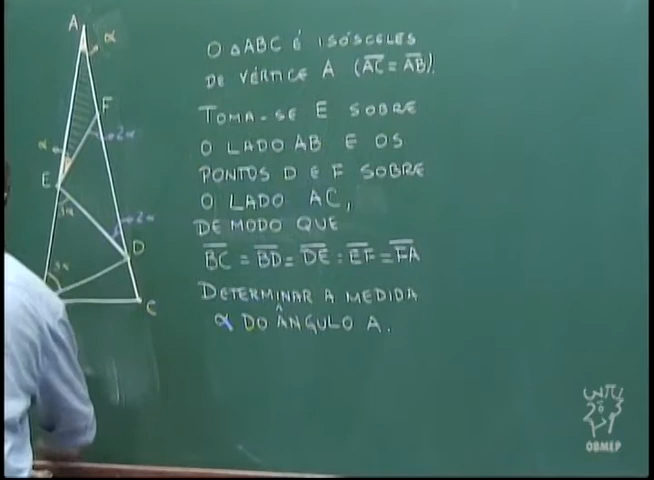 A
α
F
α
2α
E
3α
2α
D
3α
C
O △ABC É ISÓSCELES
DE VÉRTICE A (AC = AB).
TOMA-SE E SOBRE
O LADO AB E OS
PONTOS D E F SOBRE
O LADO AC,
DE MODO QUE
BC = BD = DE = EF = FA
DETERMINAR A MEDIDA
α DO ÂNGULO A.
OBMEP